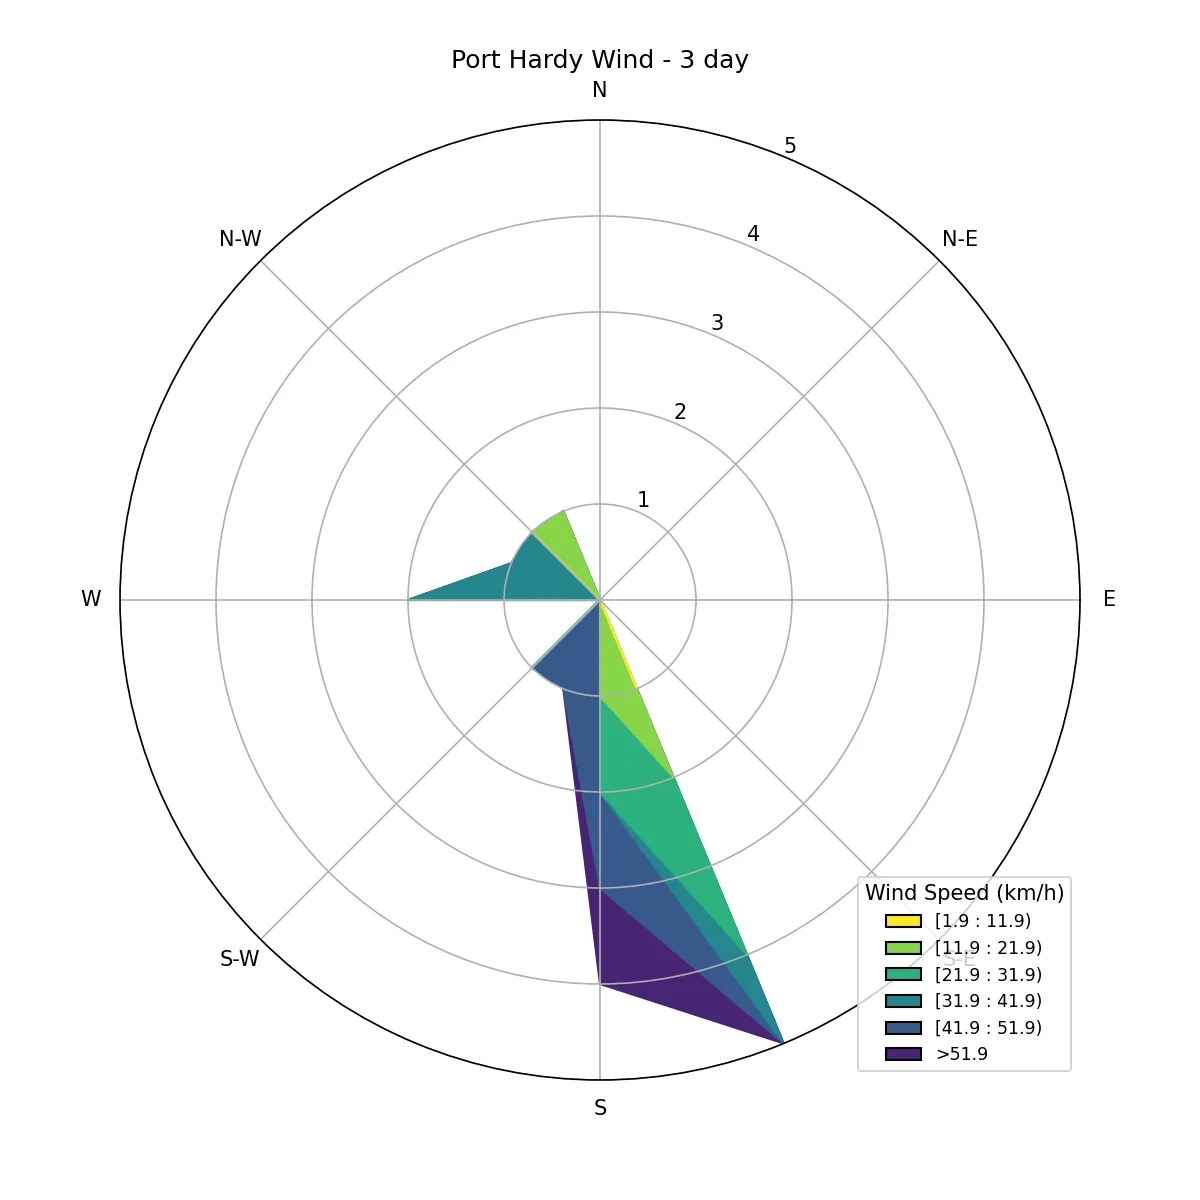 Port Hardy Wind - 3 day
N
5
N-W
4
N-E
3
2
1
W
E
S-W
S-E
S
Wind Speed (km/h)
[1.9 : 11.9)
[11.9 : 21.9)
[21.9 : 31.9)
[31.9 : 41.9)
[41.9 : 51.9)
>51.9